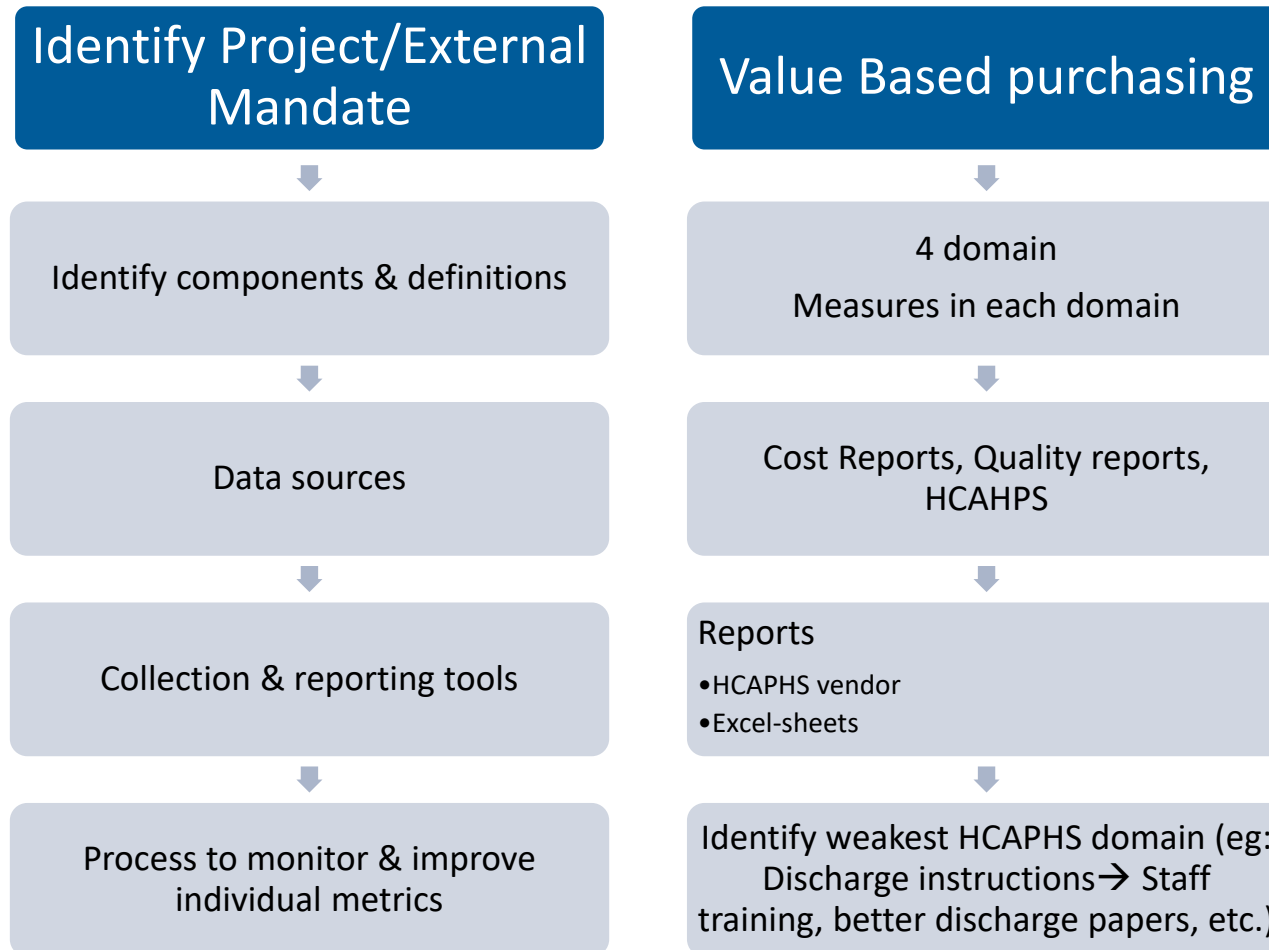 Identify Project/External
Mandate
Identify components & definitions
Data sources
Collection & reporting tools
Process to monitor & improve
individual metrics
Value Based purchasing
4 domain
Measures in each domain
Cost Reports, Quality reports,
HCAHPS
Reports
•HCAPHS vendor
•Excel-sheets
Identify weakest HCAPHS domain (eg:
Discharge instructions→ Staff
training, better discharge papers, etc.)